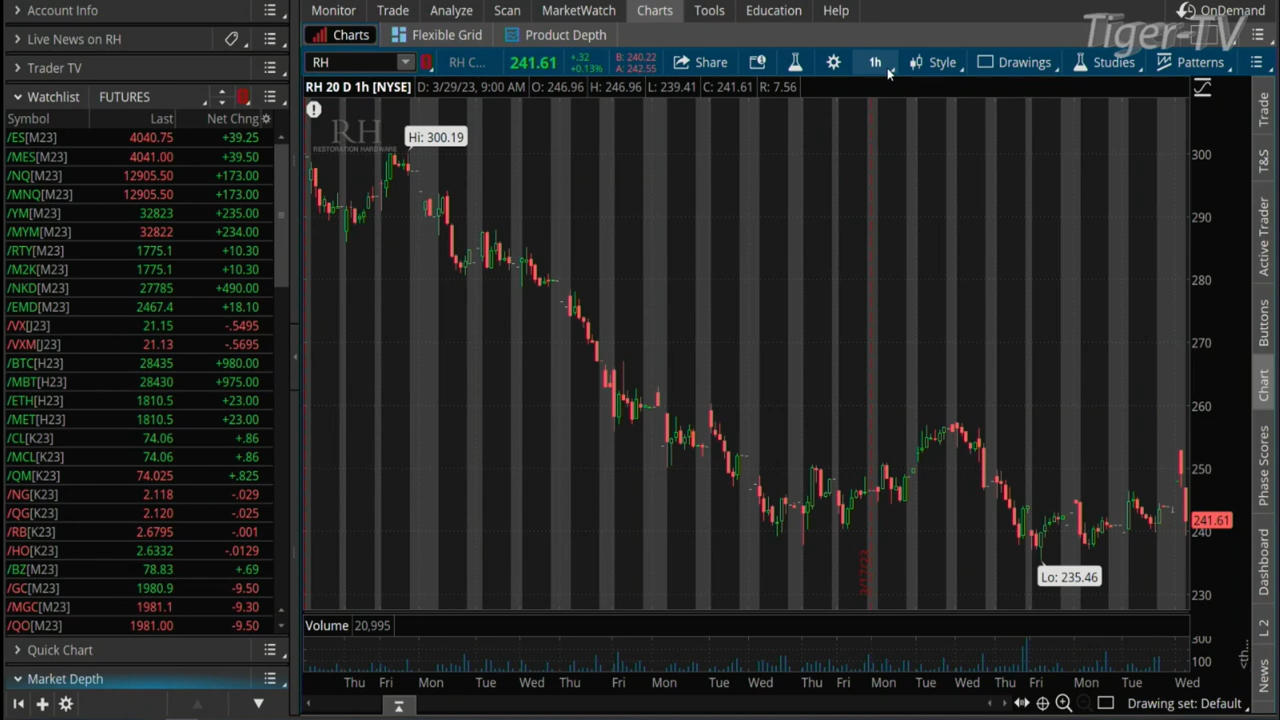 Account Info
Monitor Trade Analyze Scan MarketWatch Charts Tools Education Help
OnDemand
Tiger-TV
Live News on RH
Charts Flexible Grid Product Depth
Trader TV
RH RH C... 241.61 +.32 +0.13% B: 240.22 A: 242.55 Share 1h Style Drawings Studies Patterns
Watchlist FUTURES
RH 20 D 1h [NYSE] D: 3/29/23, 9:00 AM O: 246.96 H: 246.96 L: 239.41 C: 241.61 R: 7.56
Symbol Last Net Chng
/ES[M23] 4040.75 +39.25
/MES[M23] 4041.00 +39.50
/NQ[M23] 12905.50 +173.00
/MNQ[M23] 12905.50 +173.00
/YM[M23] 32823 +235.00
/MYM[M23] 32822 +234.00
/RTY[M23] 1775.1 +10.30
/M2K[M23] 1775.1 +10.30
/NKD[M23] 27785 +490.00
/EMD[M23] 2467.4 +18.10
/VX[J23] 21.15 -.5495
/VXM[J23] 21.13 -.5695
/BTC[H23] 28435 +980.00
/MBT[H23] 28430 +975.00
/ETH[H23] 1810.5 +23.00
/MET[H23] 1810.5 +23.00
/CL[K23] 74.06 +.86
/MCL[K23] 74.06 +.86
/QM[K23] 74.025 +.825
/NG[K23] 2.118 -.029
/QG[K23] 2.120 -.025
/RB[K23] 2.6795 -.001
/HO[K23] 2.6332 -.0129
/BZ[M23] 78.83 +.69
/GC[M23] 1980.9 -9.50
/MGC[M23] 1981.1 -9.30
/QO[M23] 1981.00 -9.50
Quick Chart
Market Depth
RH
RESTORATION HARDWARE
Hi: 300.19
Lo: 235.46
3/17/23
300
290
280
270
260
250
241.61
240
230
Volume 20,995
300
100
<th...
Thu Fri Mon Tue Wed Thu Fri Mon Tue Wed Thu Fri Mon Tue Wed Thu Fri Mon Tue Wed
Drawing set: Default
Trade
T&S
Active Trader
Buttons
Chart
Phase Scores
Dashboard
L 2
News